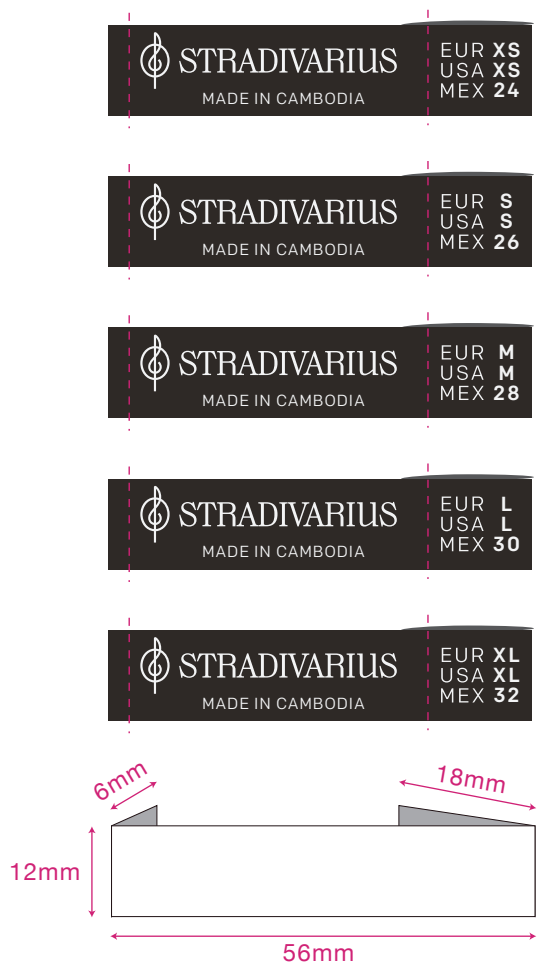 STRADIVARIUS
MADE IN CAMBODIA
EUR XS
USA XS
MEX 24
STRADIVARIUS
MADE IN CAMBODIA
EUR S
USA S
MEX 26
STRADIVARIUS
MADE IN CAMBODIA
EUR M
USA M
MEX 28
STRADIVARIUS
MADE IN CAMBODIA
EUR L
USA L
MEX 30
STRADIVARIUS
MADE IN CAMBODIA
EUR XL
USA XL
MEX 32
6mm
18mm
12mm
56mm